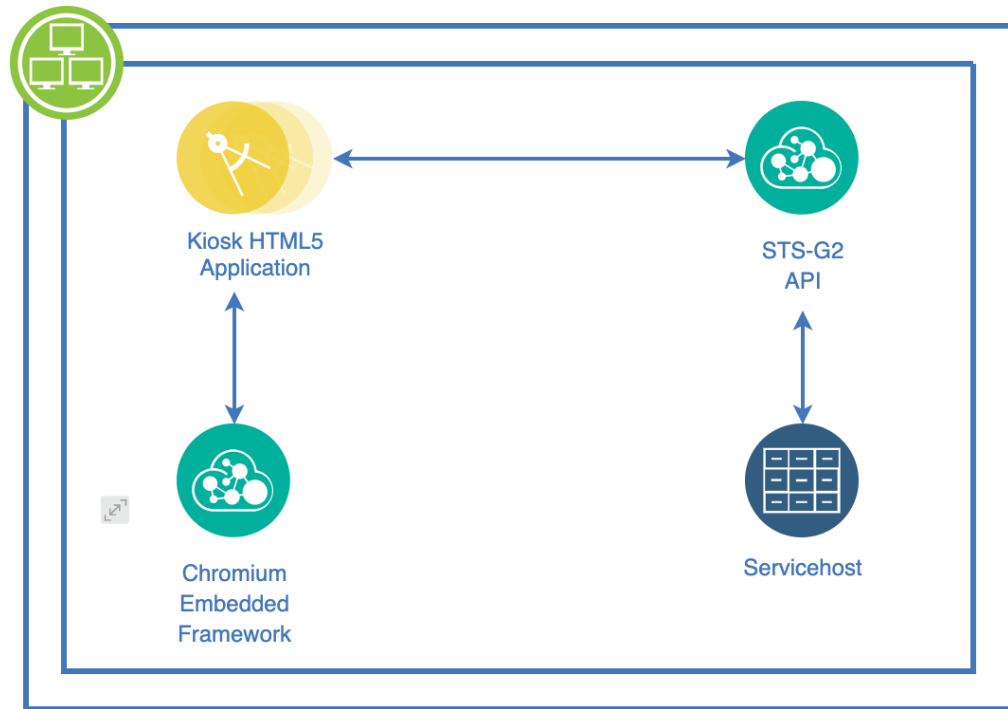 Kiosk HTML5
Application
STS-G2
API
Chromium
Embedded
Framework
Servicehost